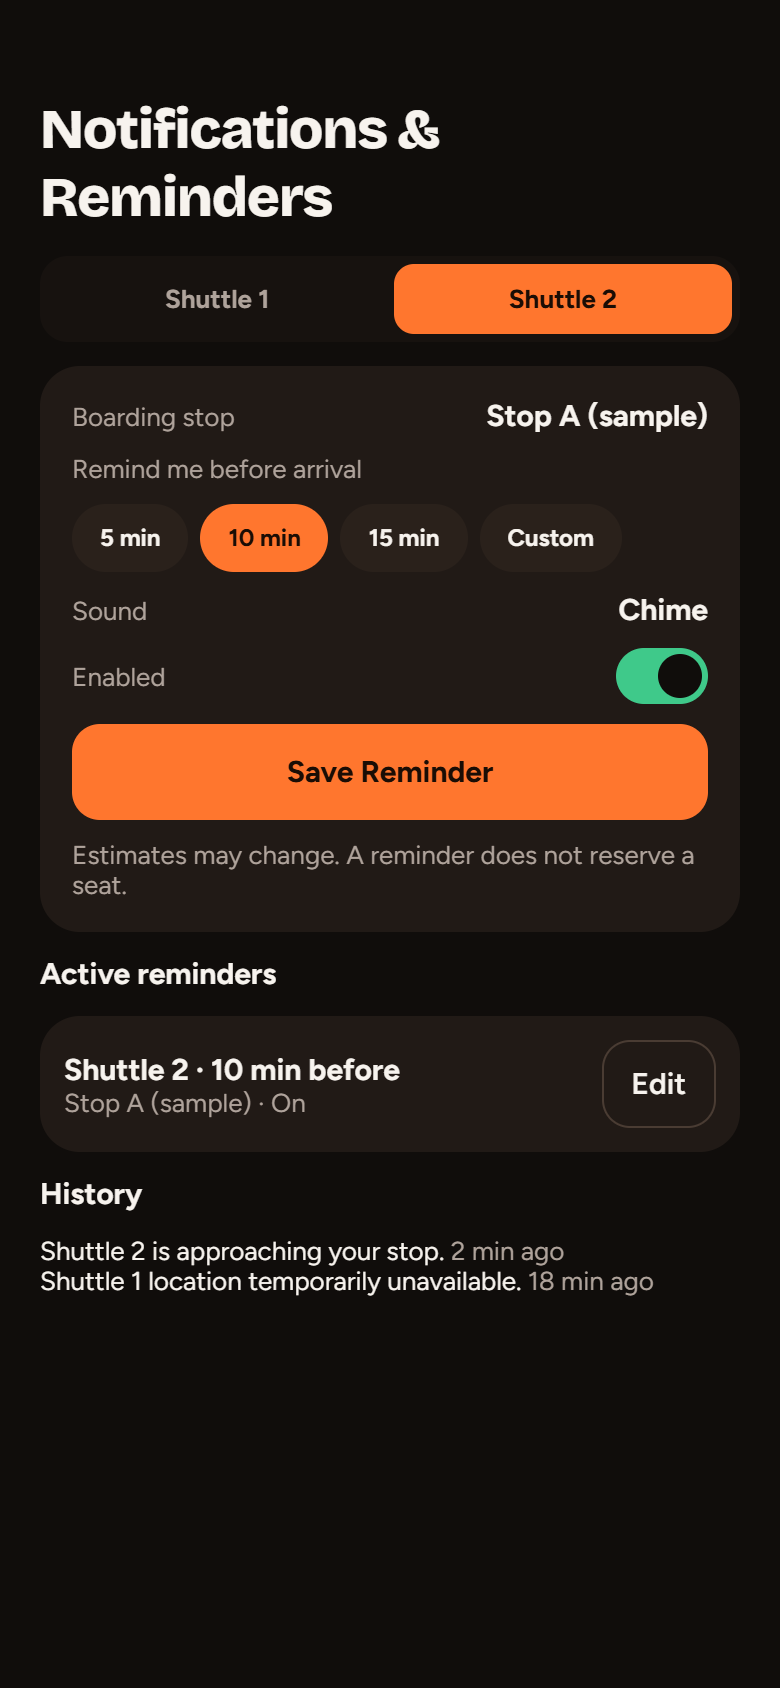 Notifications &
Reminders
Shuttle 1
Shuttle 2
Boarding stop
Stop A (sample)
Remind me before arrival
5 min
10 min
15 min
Custom
Sound
Chime
Enabled
Save Reminder
Estimates may change. A reminder does not reserve a
seat.
Active reminders
Shuttle 2 · 10 min before
Stop A (sample) · On
Edit
History
Shuttle 2 is approaching your stop. 2 min ago
Shuttle 1 location temporarily unavailable. 18 min ago